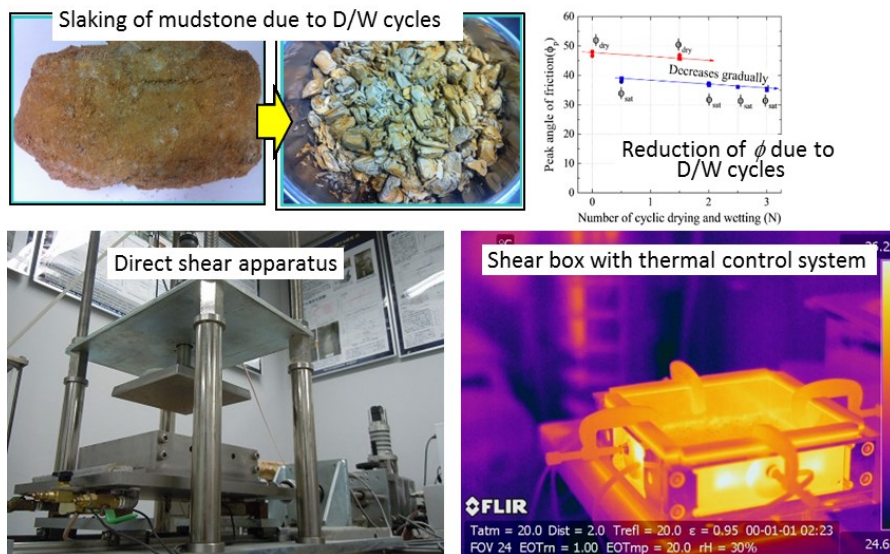 Slaking of mudstone due to D/W cycles
60
50
40
30
20
10
0
Peak angle of friction(ϕp)
ϕdry
ϕdry
Decreases gradually
ϕsat
ϕsat
ϕsat
ϕsat
Reduction of ϕ due to
D/W cycles
0
1
2
3
Number of cyclic drying and wetting (N)
Direct shear apparatus
Shear box with thermal control system
°C
24.6
FLIR
Tatm = 20.0 Dist = 2.0 Trefl = 20.0 ε = 0.95 00-01-01 02:23
FOV 24 EOTrn = 1.00 EOTmp = 20.0 rH = 30%